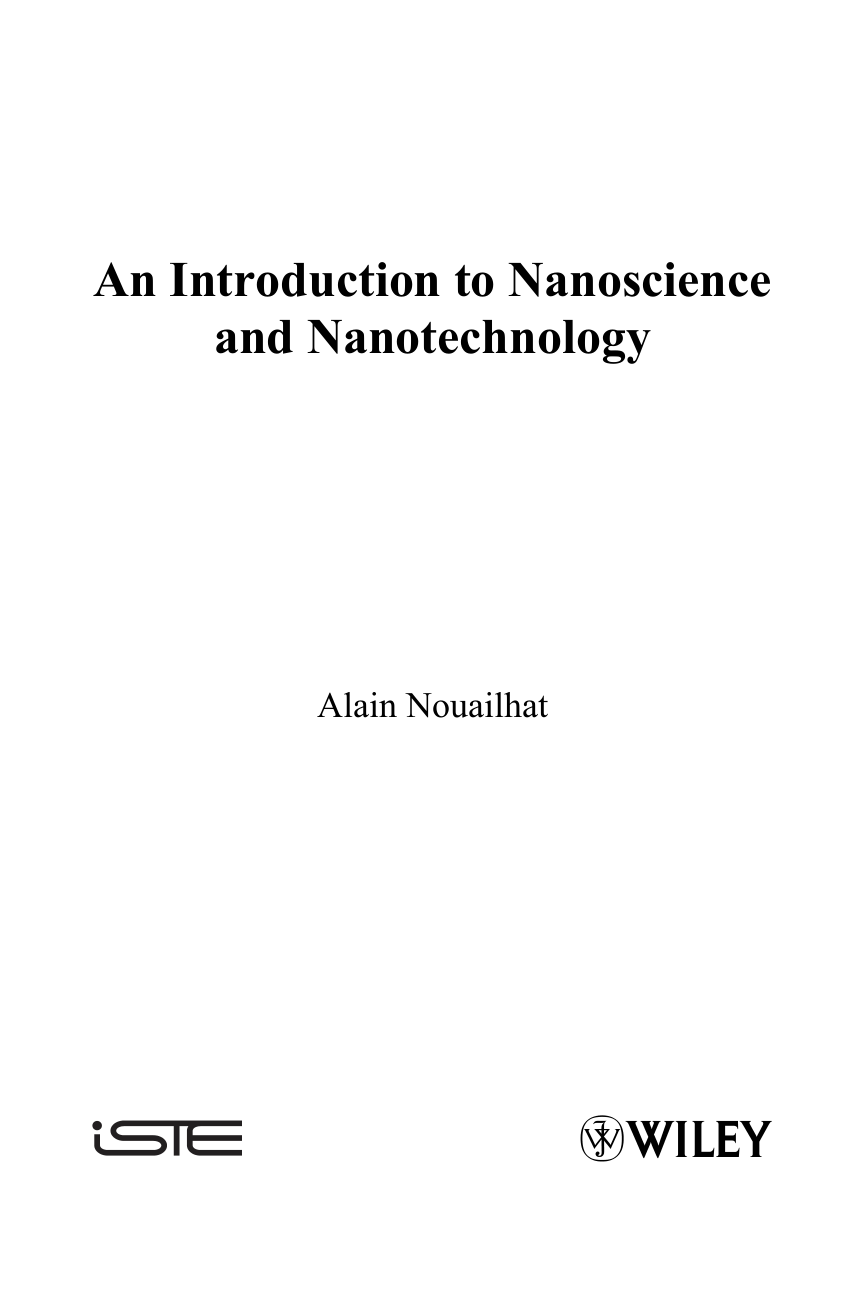 An Introduction to Nanoscience
and Nanotechnology
Alain Nouailhat
iSTE
WILEY